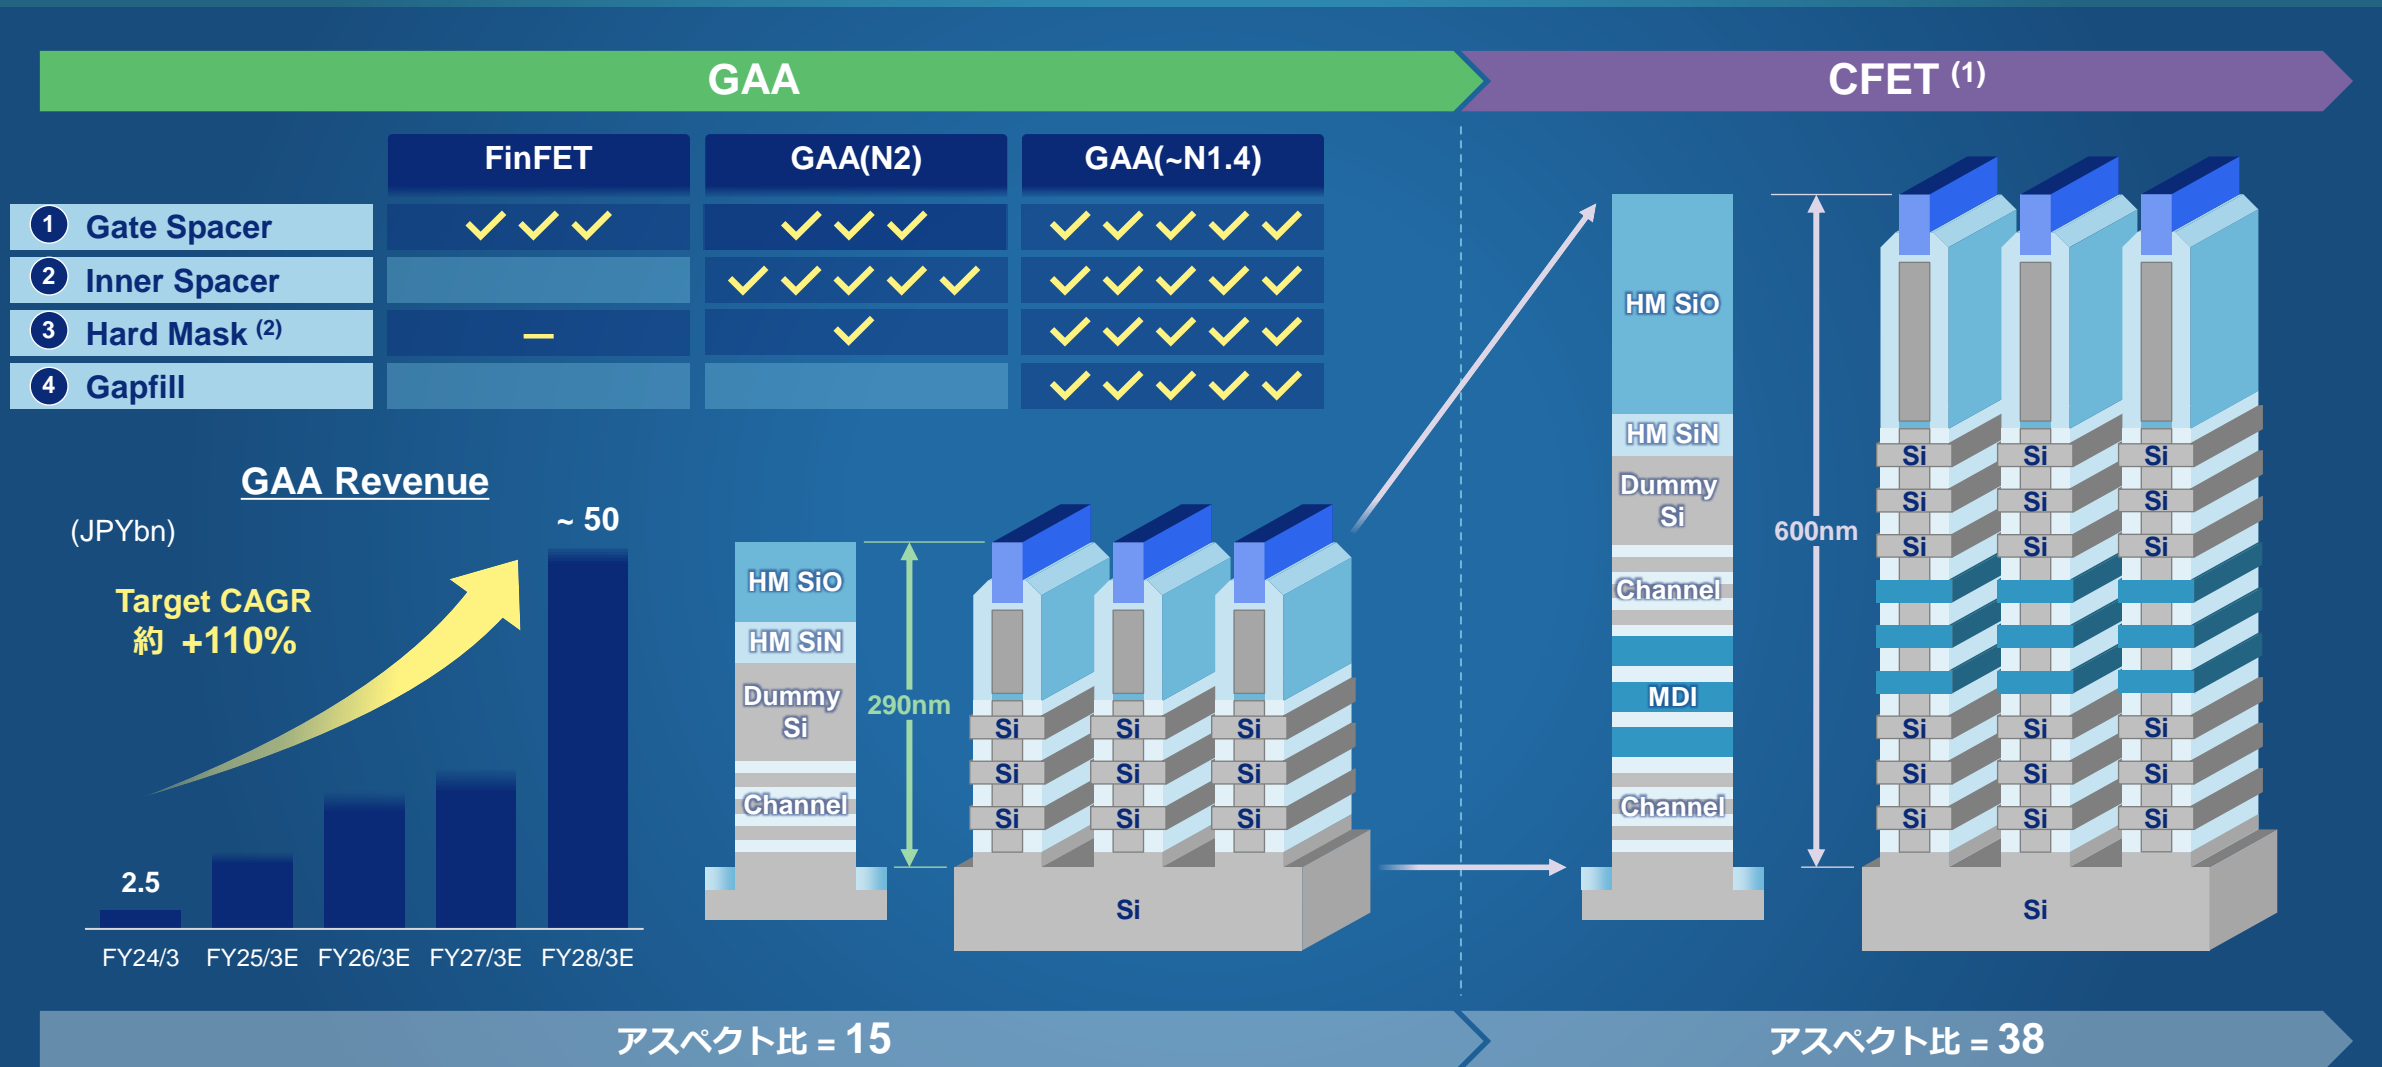 GAA
CFET (1)
FinFET
GAA(N2)
GAA(~N1.4)
1 Gate Spacer
2 Inner Spacer
3 Hard Mask (2)
4 Gapfill
GAA Revenue
(JPYbn)
~ 50
Target CAGR
約 +110%
2.5
FY24/3 FY25/3E FY26/3E FY27/3E FY28/3E
HM SiO
HM SiN
Dummy
Si
Channel
290nm
Si Si Si
Si Si Si
Si Si Si
Si
HM SiO
HM SiN
Dummy
Si
Channel
MDI
Channel
600nm
Si Si Si
Si Si Si
Si Si Si
Si Si Si
Si Si Si
Si Si Si
Si
アスペクト比 = 15
アスペクト比 = 38